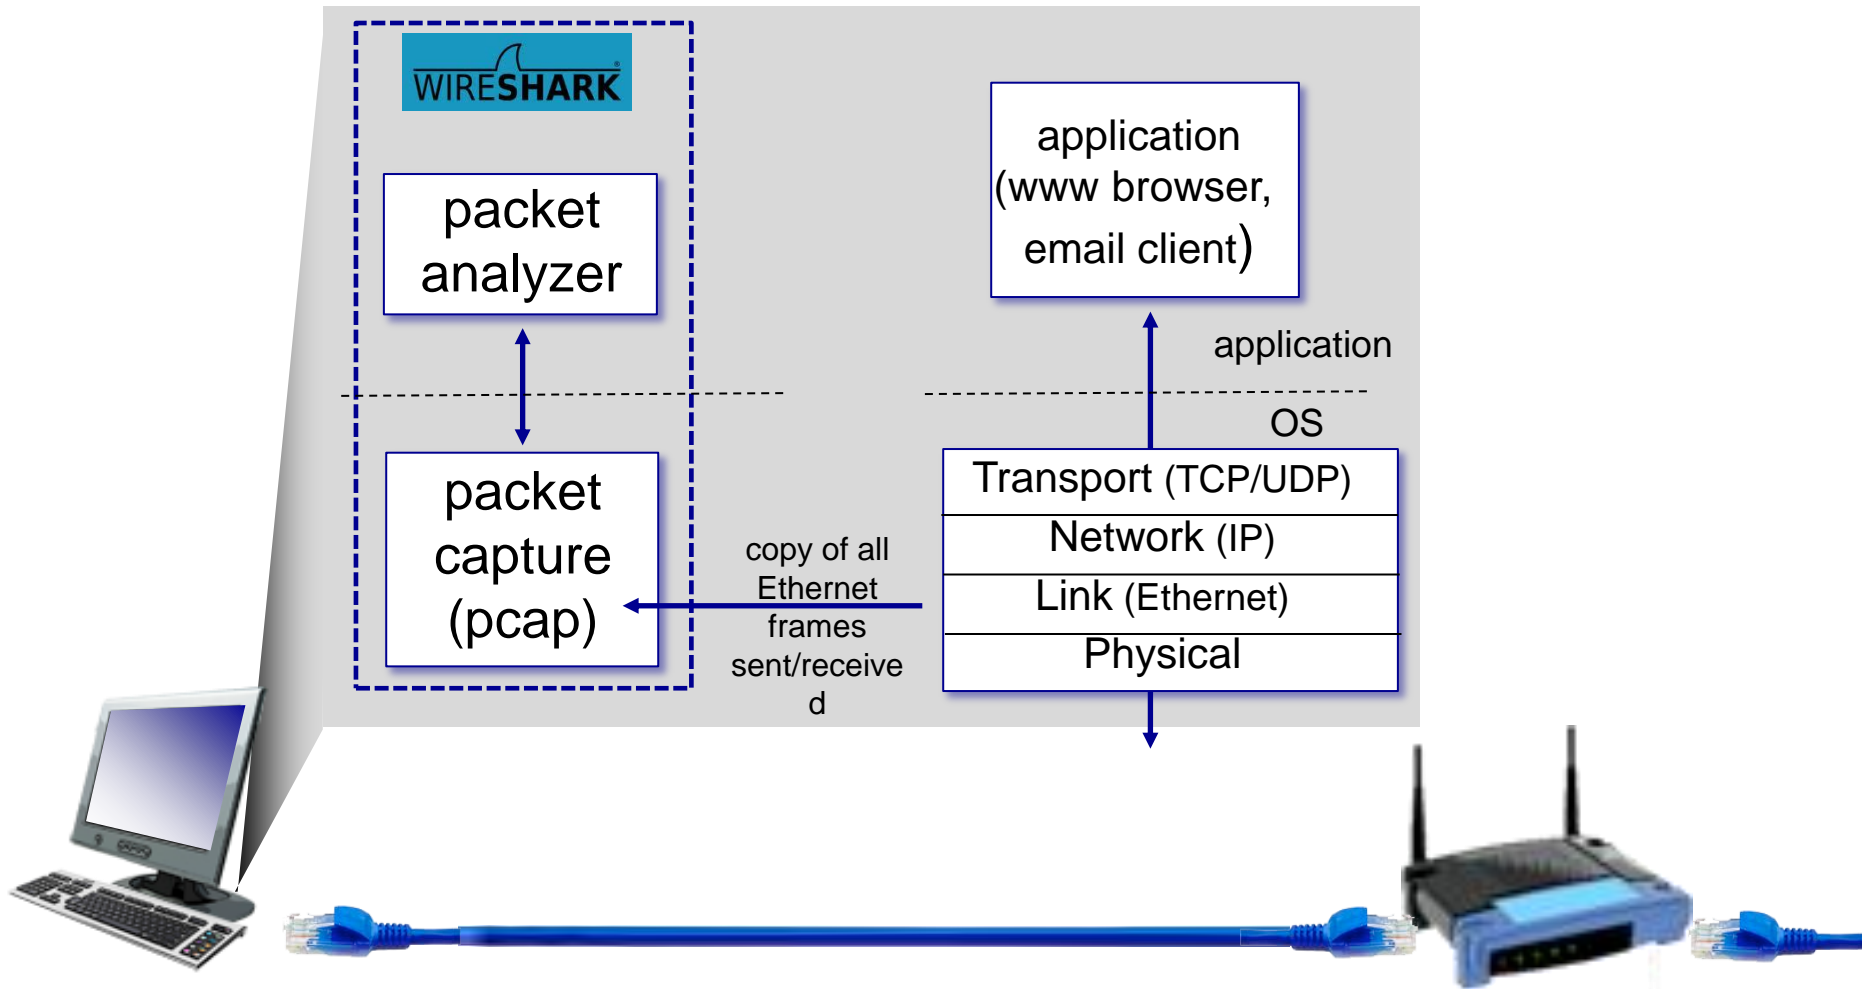 WIRESHARK
packet
analyzer
packet
capture
(pcap)
copy of all
Ethernet
frames
sent/receive
d
application
(www browser,
email client)
application
OS
Transport (TCP/UDP)
Network (IP)
Link (Ethernet)
Physical